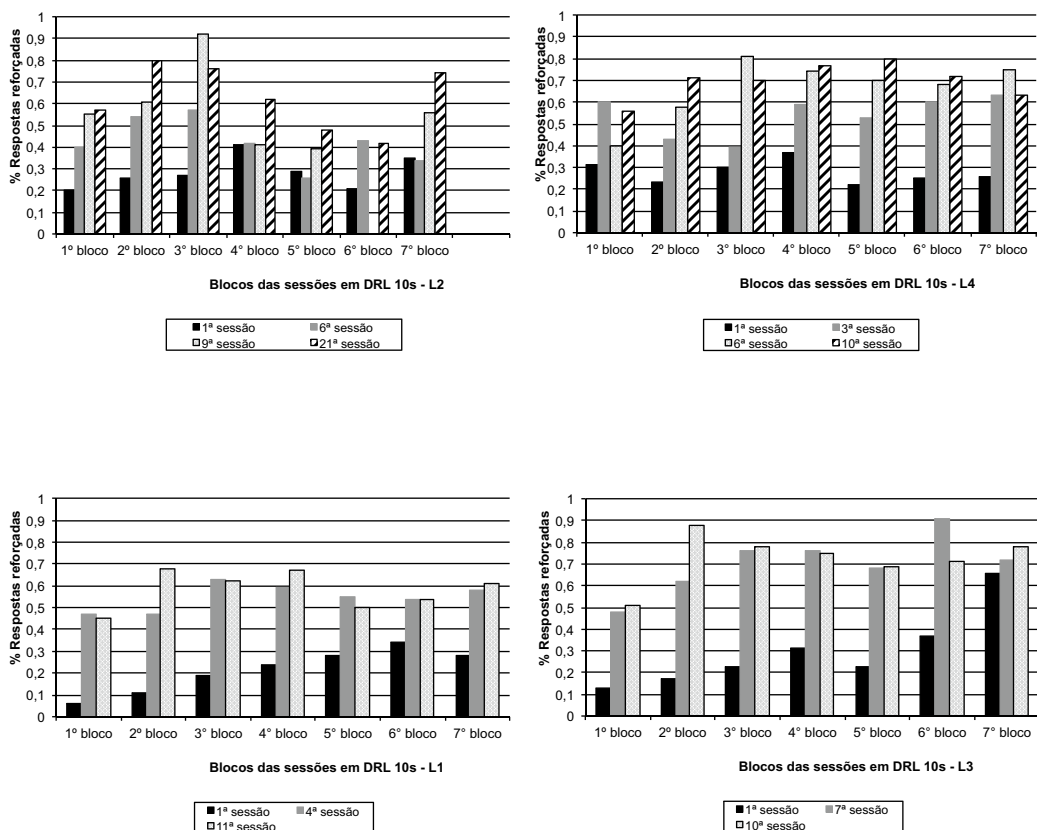 % Respostas reforçadas
1
0,9
0,8
0,7
0,6
0,5
0,4
0,3
0,2
0,1
0
1º bloco 2º bloco 3° bloco 4° bloco 5° bloco 6° bloco 7° bloco
Blocos das sessões em DRL 10s - L2
1ª sessão 6ª sessão
9ª sessão 21ª sessão
% Respostas reforçadas
1
0,9
0,8
0,7
0,6
0,5
0,4
0,3
0,2
0,1
0
1º bloco 2º bloco 3° bloco 4° bloco 5° bloco 6° bloco 7° bloco
Blocos das sessões em DRL 10s - L4
1ª sessão 3ª sessão
6ª sessão 10ª sessão
% Respostas reforçadas
1
0,9
0,8
0,7
0,6
0,5
0,4
0,3
0,2
0,1
0
1º bloco 2º bloco 3° bloco 4° bloco 5° bloco 6° bloco 7° bloco
Blocos das sessões em DRL 10s - L1
1ª sessão 4ª sessão
11ª sessão
% Respostas reforçadas
1
0,9
0,8
0,7
0,6
0,5
0,4
0,3
0,2
0,1
0
1º bloco 2º bloco 3° bloco 4° bloco 5° bloco 6° bloco 7° bloco
Blocos das sessões em DRL 10s - L3
1ª sessão 7ª sessão
10ª sessão